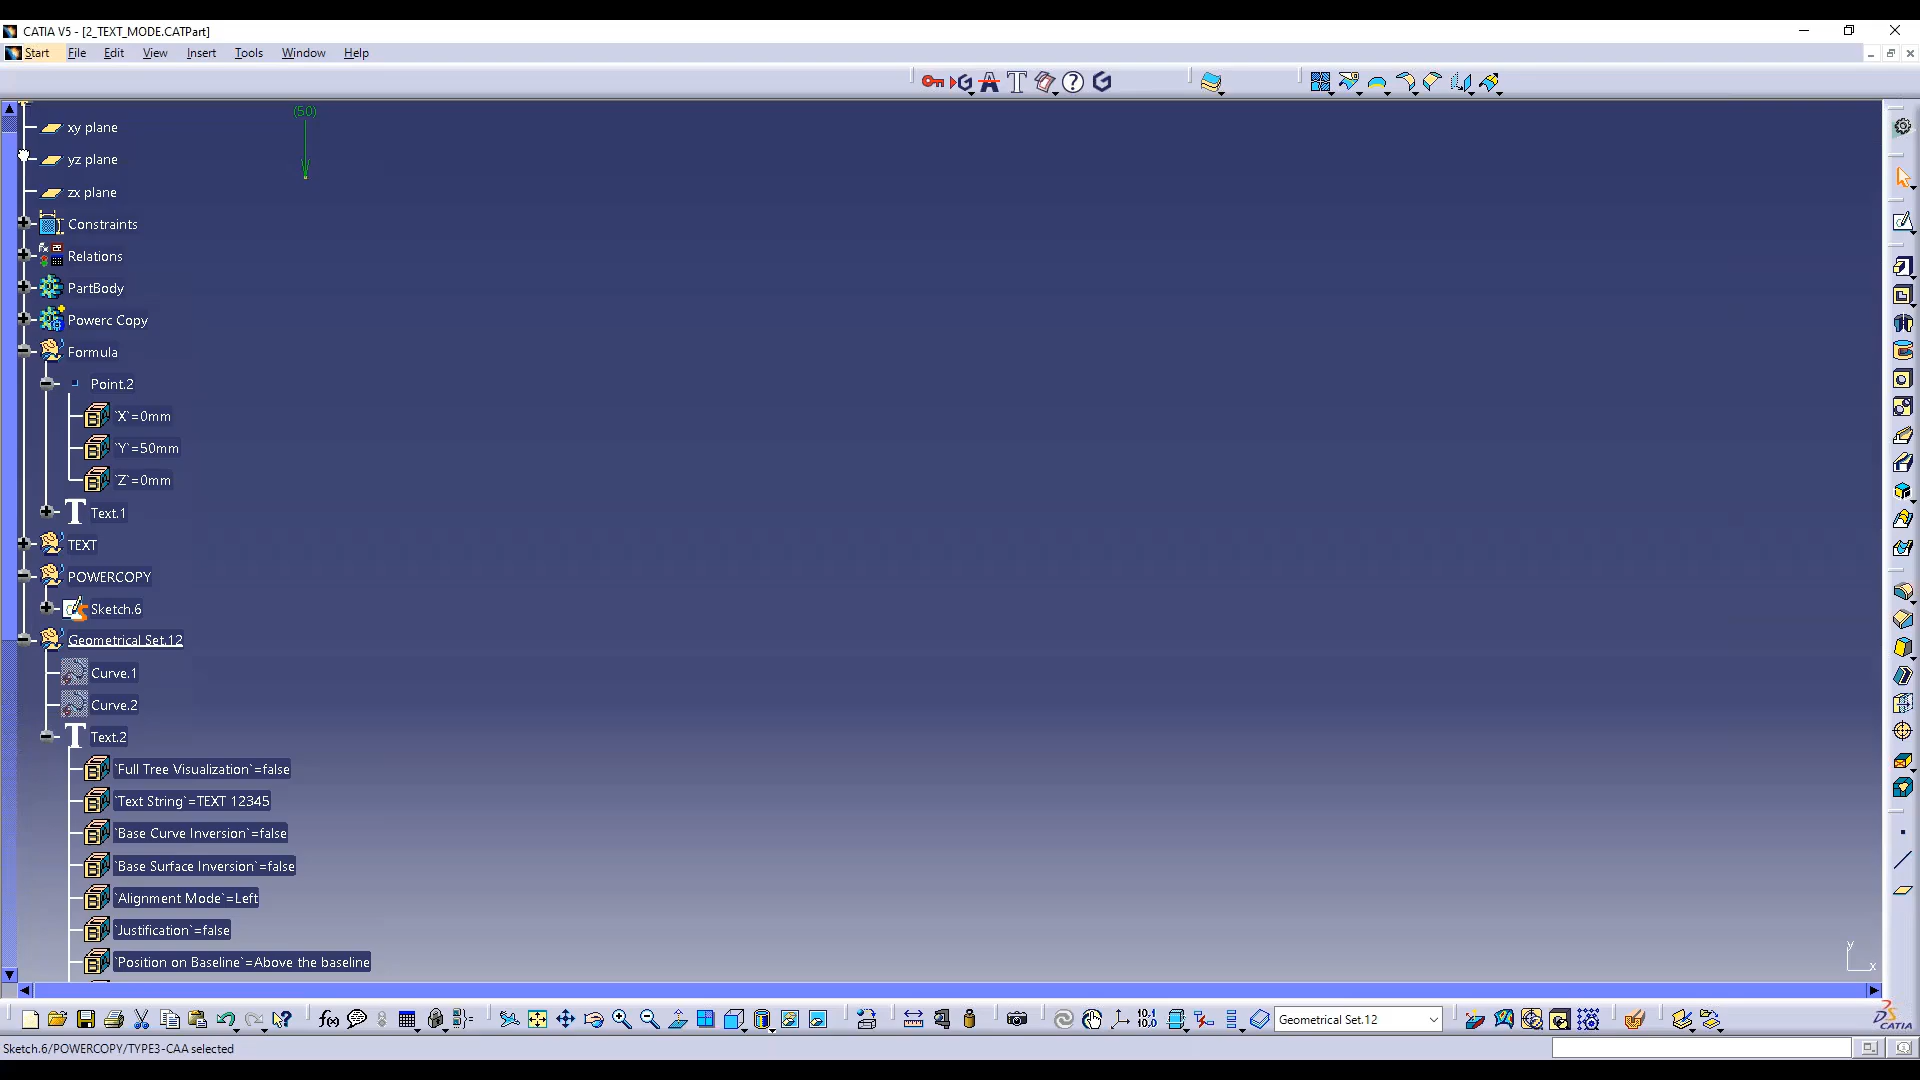 CATIA V5 - [2_TEXT_MODE.CATPart]
Start File Edit View Insert Tools Window Help
(50)
xy plane
yz plane
zx plane
Constraints
Relations
PartBody
Powerc Copy
Formula
Point.2
`X`=0mm
`Y`=50mm
`Z`=0mm
Text.1
TEXT
POWERCOPY
Sketch.6
Geometrical Set.12
Curve.1
Curve.2
Text.2
`Full Tree Visualization`=false
`Text String`=TEXT 12345
`Base Curve Inversion`=false
`Base Surface Inversion`=false
`Alignment Mode`=Left
`Justification`=false
`Position on Baseline`=Above the baseline
y
x
Geometrical Set.12
CATIA
Sketch.6/POWERCOPY/TYPE3-CAA selected